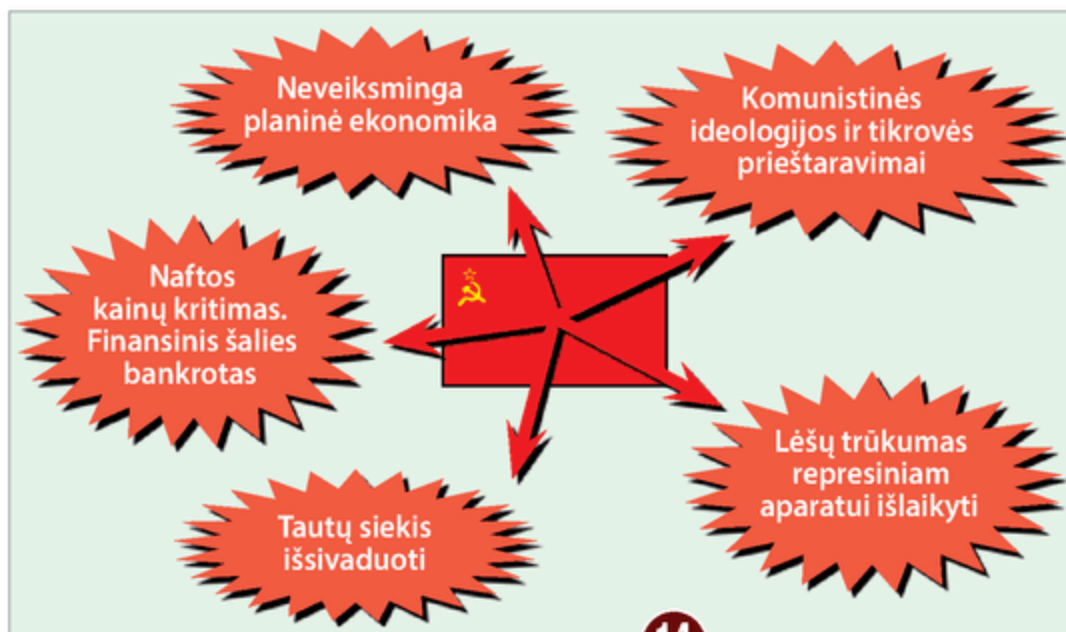 Neveiksminga
planinė ekonomika
Komunistinės
ideologijos ir tikrovės
prieštaravimai
Naftos
kainų kritimas.
Finansinis šalies
bankrotas
Lėšų trūkumas
represiniam
aparatui išlaikyti
Tautų siekis
išsivaduoti
14